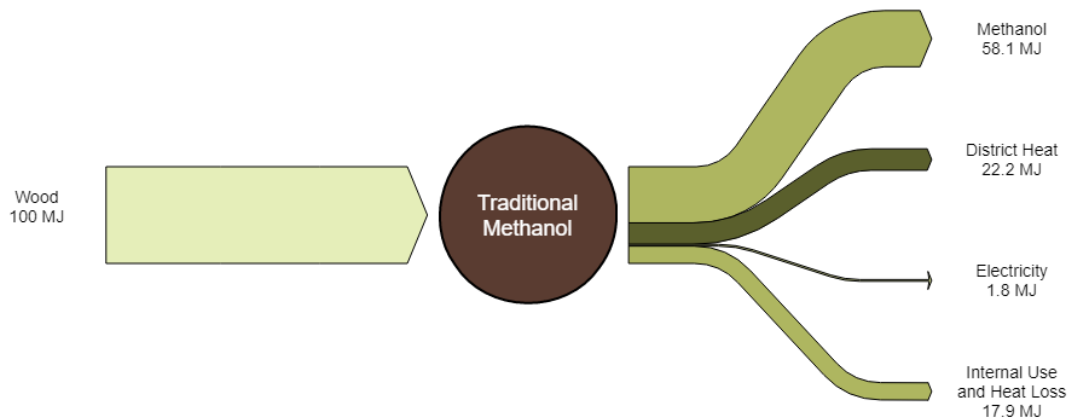 Wood
100 MJ
Traditional
Methanol
Methanol
58.1 MJ
District Heat
22.2 MJ
Electricity
1.8 MJ
Internal Use
and Heat Loss
17.9 MJ